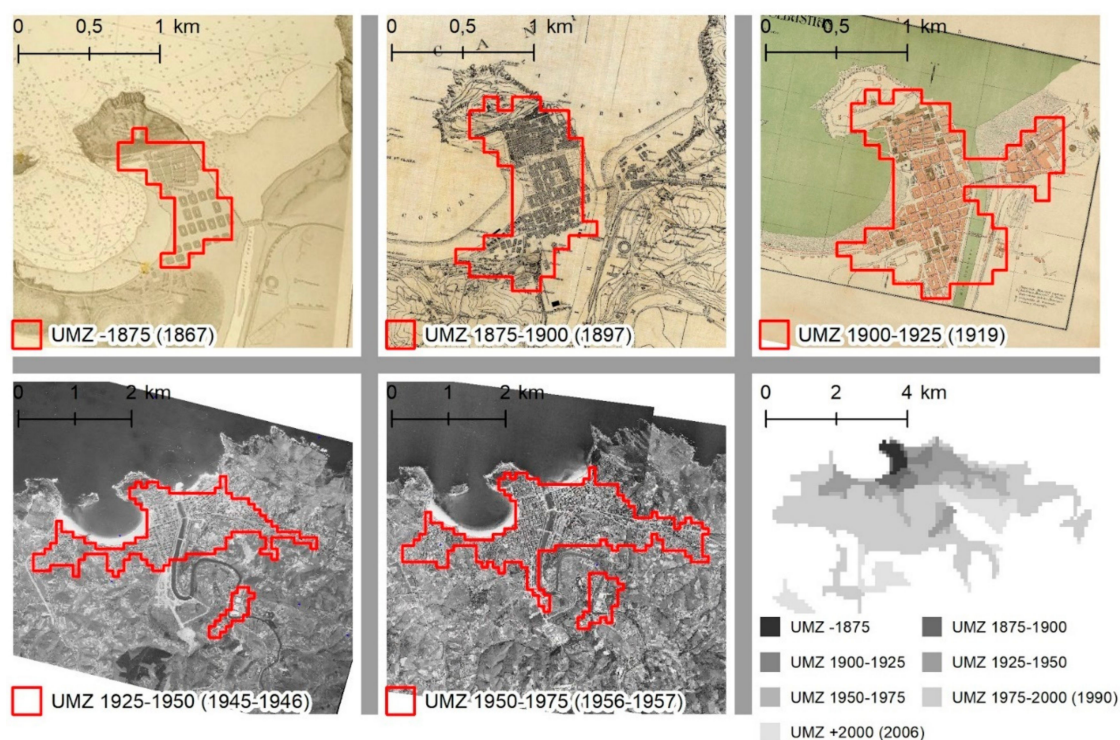 0 0,5 1 km
UMZ -1875 (1867)
0 0,5 1 km
C A N
CONCHA
UMZ 1875-1900 (1897)
0 0,5 1 km
UMZ 1900-1925 (1919)
0 1 2 km
UMZ 1925-1950 (1945-1946)
0 1 2 km
UMZ 1950-1975 (1956-1957)
0 2 4 km
UMZ -1875
UMZ 1875-1900
UMZ 1900-1925
UMZ 1925-1950
UMZ 1950-1975
UMZ 1975-2000 (1990)
UMZ +2000 (2006)